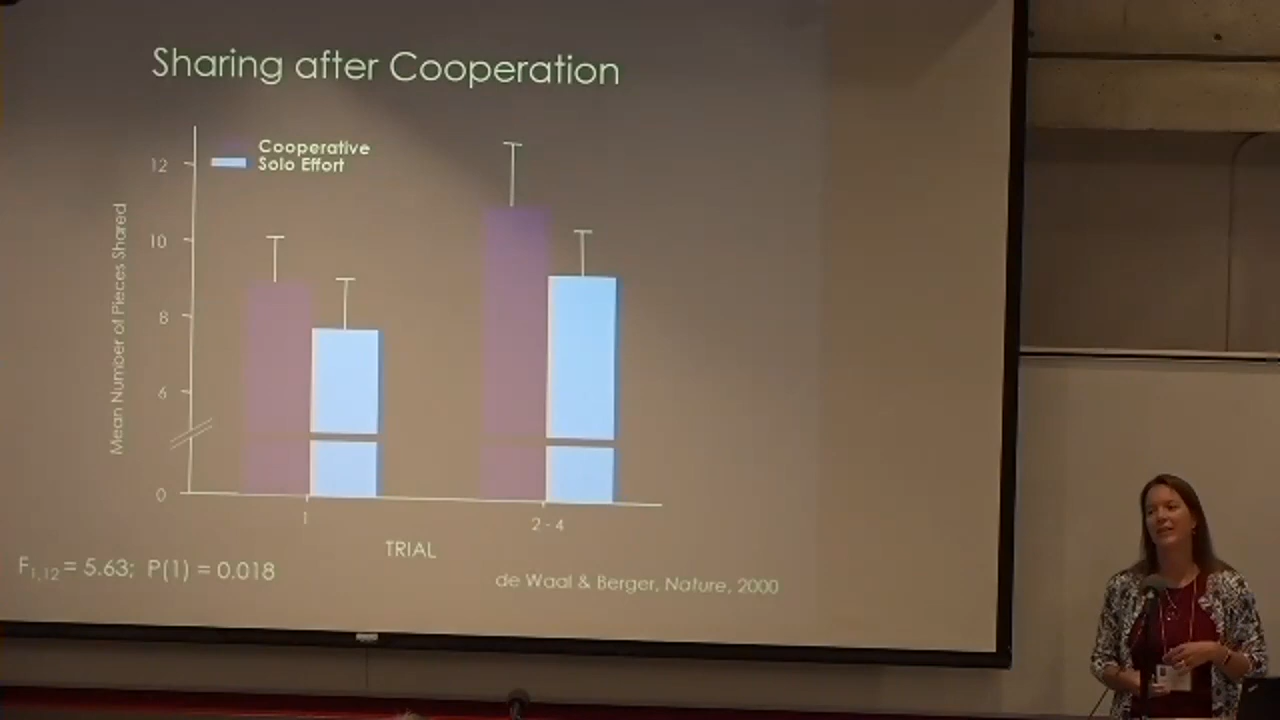 Sharing after Cooperation
Cooperative
Solo Effort
Mean Number of Pieces Shared
12
10
8
6
0
1
2 - 4
TRIAL
F1,12 = 5.63; P(1) = 0.018
de Waal & Berger, Nature, 2000